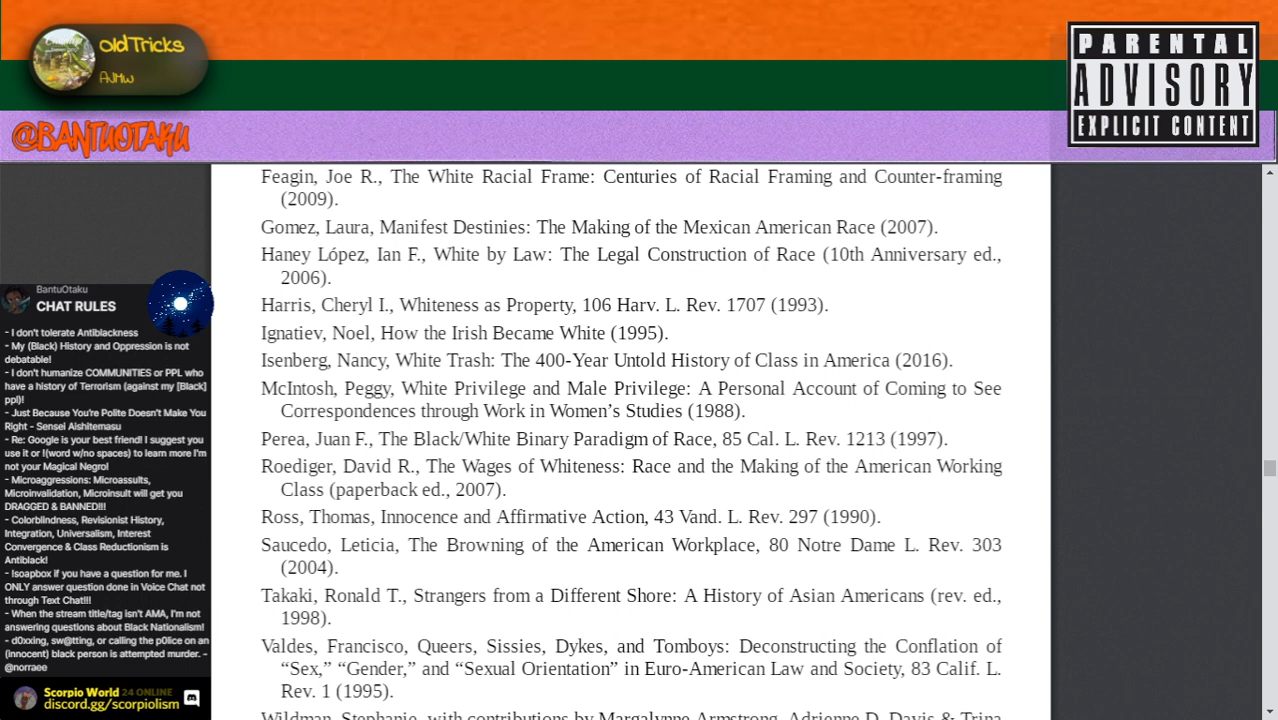 OldTricks
AJMW
@BANTUOTAKU
PARENTAL
ADVISORY
EXPLICIT CONTENT
Feagin, Joe R., The White Racial Frame: Centuries of Racial Framing and Counter-framing
(2009).
Gomez, Laura, Manifest Destinies: The Making of the Mexican American Race (2007).
Haney López, Ian F., White by Law: The Legal Construction of Race (10th Anniversary ed.,
2006).
Harris, Cheryl I., Whiteness as Property, 106 Harv. L. Rev. 1707 (1993).
Ignatiev, Noel, How the Irish Became White (1995).
Isenberg, Nancy, White Trash: The 400-Year Untold History of Class in America (2016).
McIntosh, Peggy, White Privilege and Male Privilege: A Personal Account of Coming to See
Correspondences through Work in Women’s Studies (1988).
Perea, Juan F., The Black/White Binary Paradigm of Race, 85 Cal. L. Rev. 1213 (1997).
Roediger, David R., The Wages of Whiteness: Race and the Making of the American Working
Class (paperback ed., 2007).
Ross, Thomas, Innocence and Affirmative Action, 43 Vand. L. Rev. 297 (1990).
Saucedo, Leticia, The Browning of the American Workplace, 80 Notre Dame L. Rev. 303
(2004).
Takaki, Ronald T., Strangers from a Different Shore: A History of Asian Americans (rev. ed.,
1998).
Valdes, Francisco, Queers, Sissies, Dykes, and Tomboys: Deconstructing the Conflation of
“Sex,” “Gender,” and “Sexual Orientation” in Euro-American Law and Society, 83 Calif. L.
Rev. 1 (1995).
Wildman, Stephanie, with contributions by Margalynne Armstrong, Adrienne D. Davis & Trina
BantuOtaku
CHAT RULES
- I don't tolerate Antiblackness
- My (Black) History and Oppression is not
debatable!
- I don't humanize COMMUNITIES or PPL who
have a history of Terrorism (against my [Black]
ppl)!
- Just Because You're Polite Doesn't Make You
Right - Sensei Aishitemasu
- Re: Google is your best friend! I suggest you
use it or !(word w/no spaces) to learn more I'm
not your Magical Negro!
- Microaggressions: Microassults,
Microinvalidation, Microinsult will get you
DRAGGED & BANNED!!!
- Colorblindness, Revisionist History,
Integration, Universalism, Interest
Convergence & Class Reductionism is
Antiblack!
- !soapbox if you have a question for me. I
ONLY answer question done in Voice Chat not
through Text Chat!!!
- When the stream title/tag isn't AMA, I'm not
answering questions about Black Nationalism!
- d0xxing, sw@tting, or calling the p0lice on an
(innocent) black person is attempted murder. -
@norraee
Scorpio World 24 ONLINE
discord.gg/scorpiolism